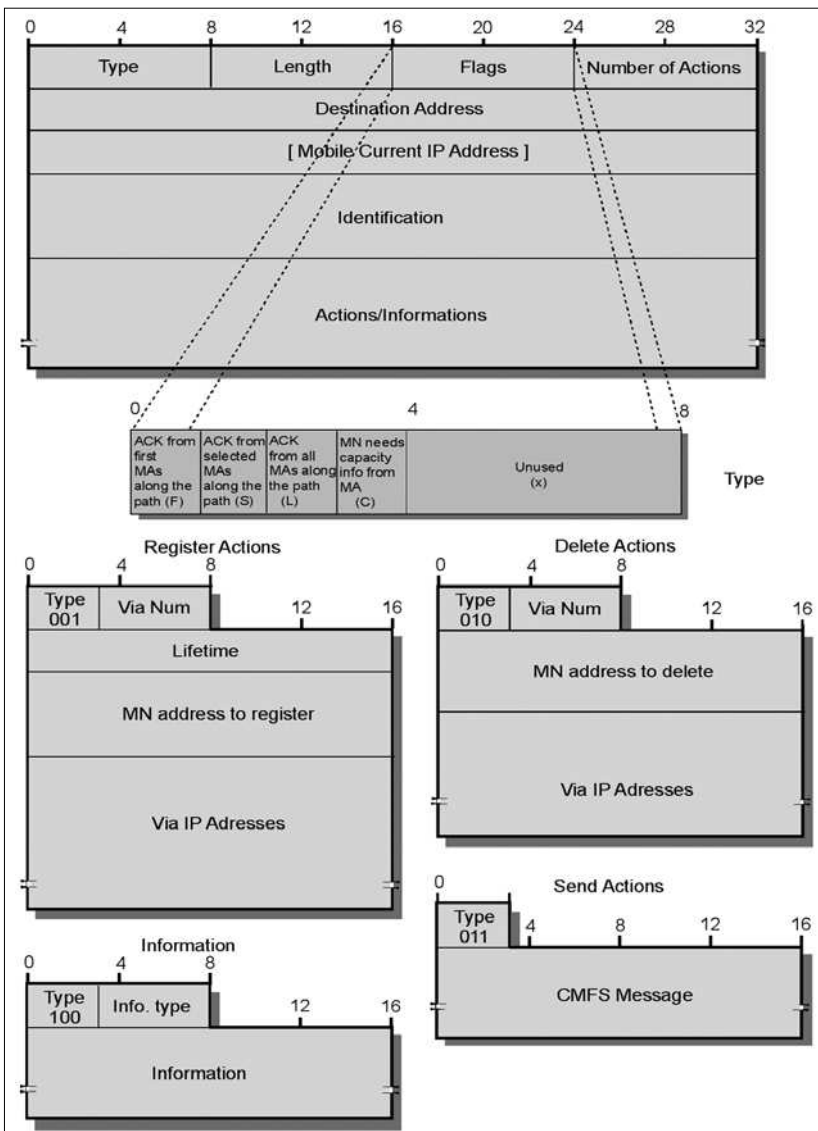 0 4 8 12 16 20 24 28 32
Type Length Flags Number of Actions
Destination Address
[ Mobile Current IP Address ]
Identification
Actions/Informations
0 4 8
ACK from first MAs along the path (F)
ACK from selected MAs along the path (S)
ACK from all MAs along the path (L)
MN needs capacity info from MA (C)
Unused (x)
Type
Register Actions
0 4 8
12 16
Type 001 Via Num
Lifetime
MN address to register
Via IP Adresses
Delete Actions
0 4 8
12 16
Type 010 Via Num
MN address to delete
Via IP Adresses
Send Actions
0
4 8 12 16
Type 011
CMFS Message
Information
0 4 8
12 16
Type 100 Info. type
Information